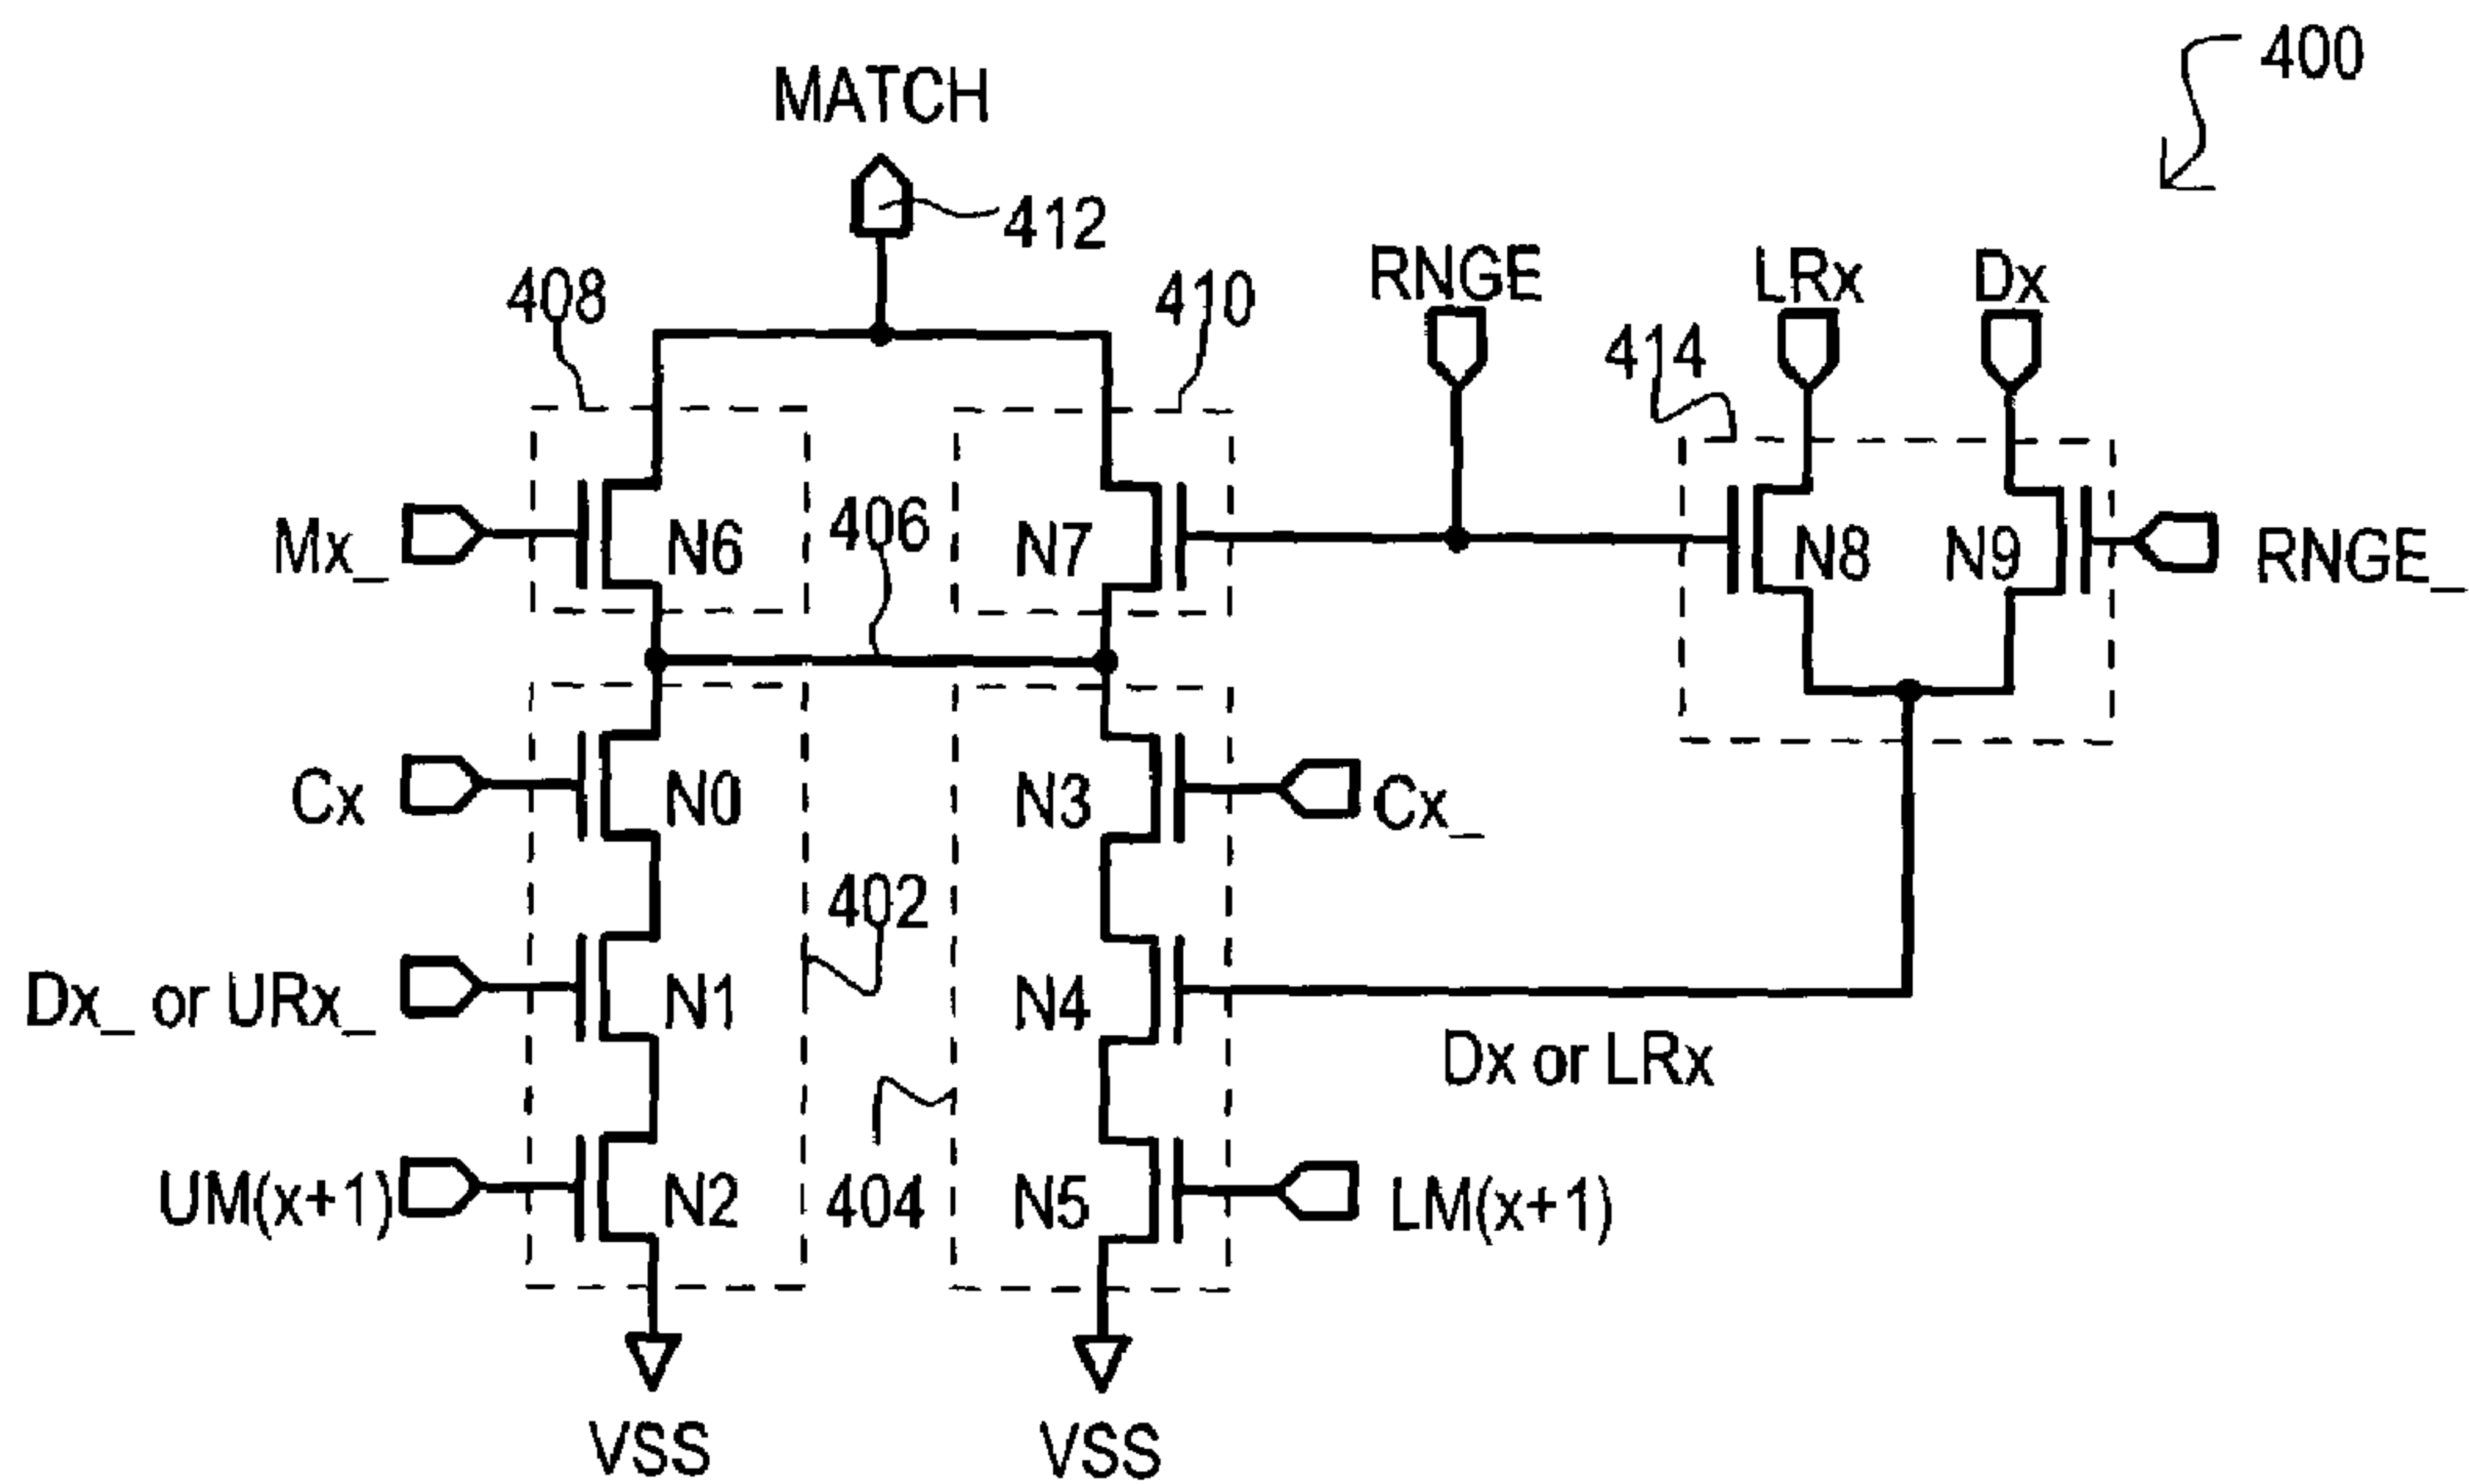 400
MATCH
412
RNGE
LRx
Dx
408
410
414
Mx_
N6
406
N7
N8
N9
RNGE_
Cx
N0
N3
Cx_
402
Dx_ or URx_
N1
N4
Dx or LRx
UM(x+1)
N2
404
N5
LM(x+1)
VSS
VSS